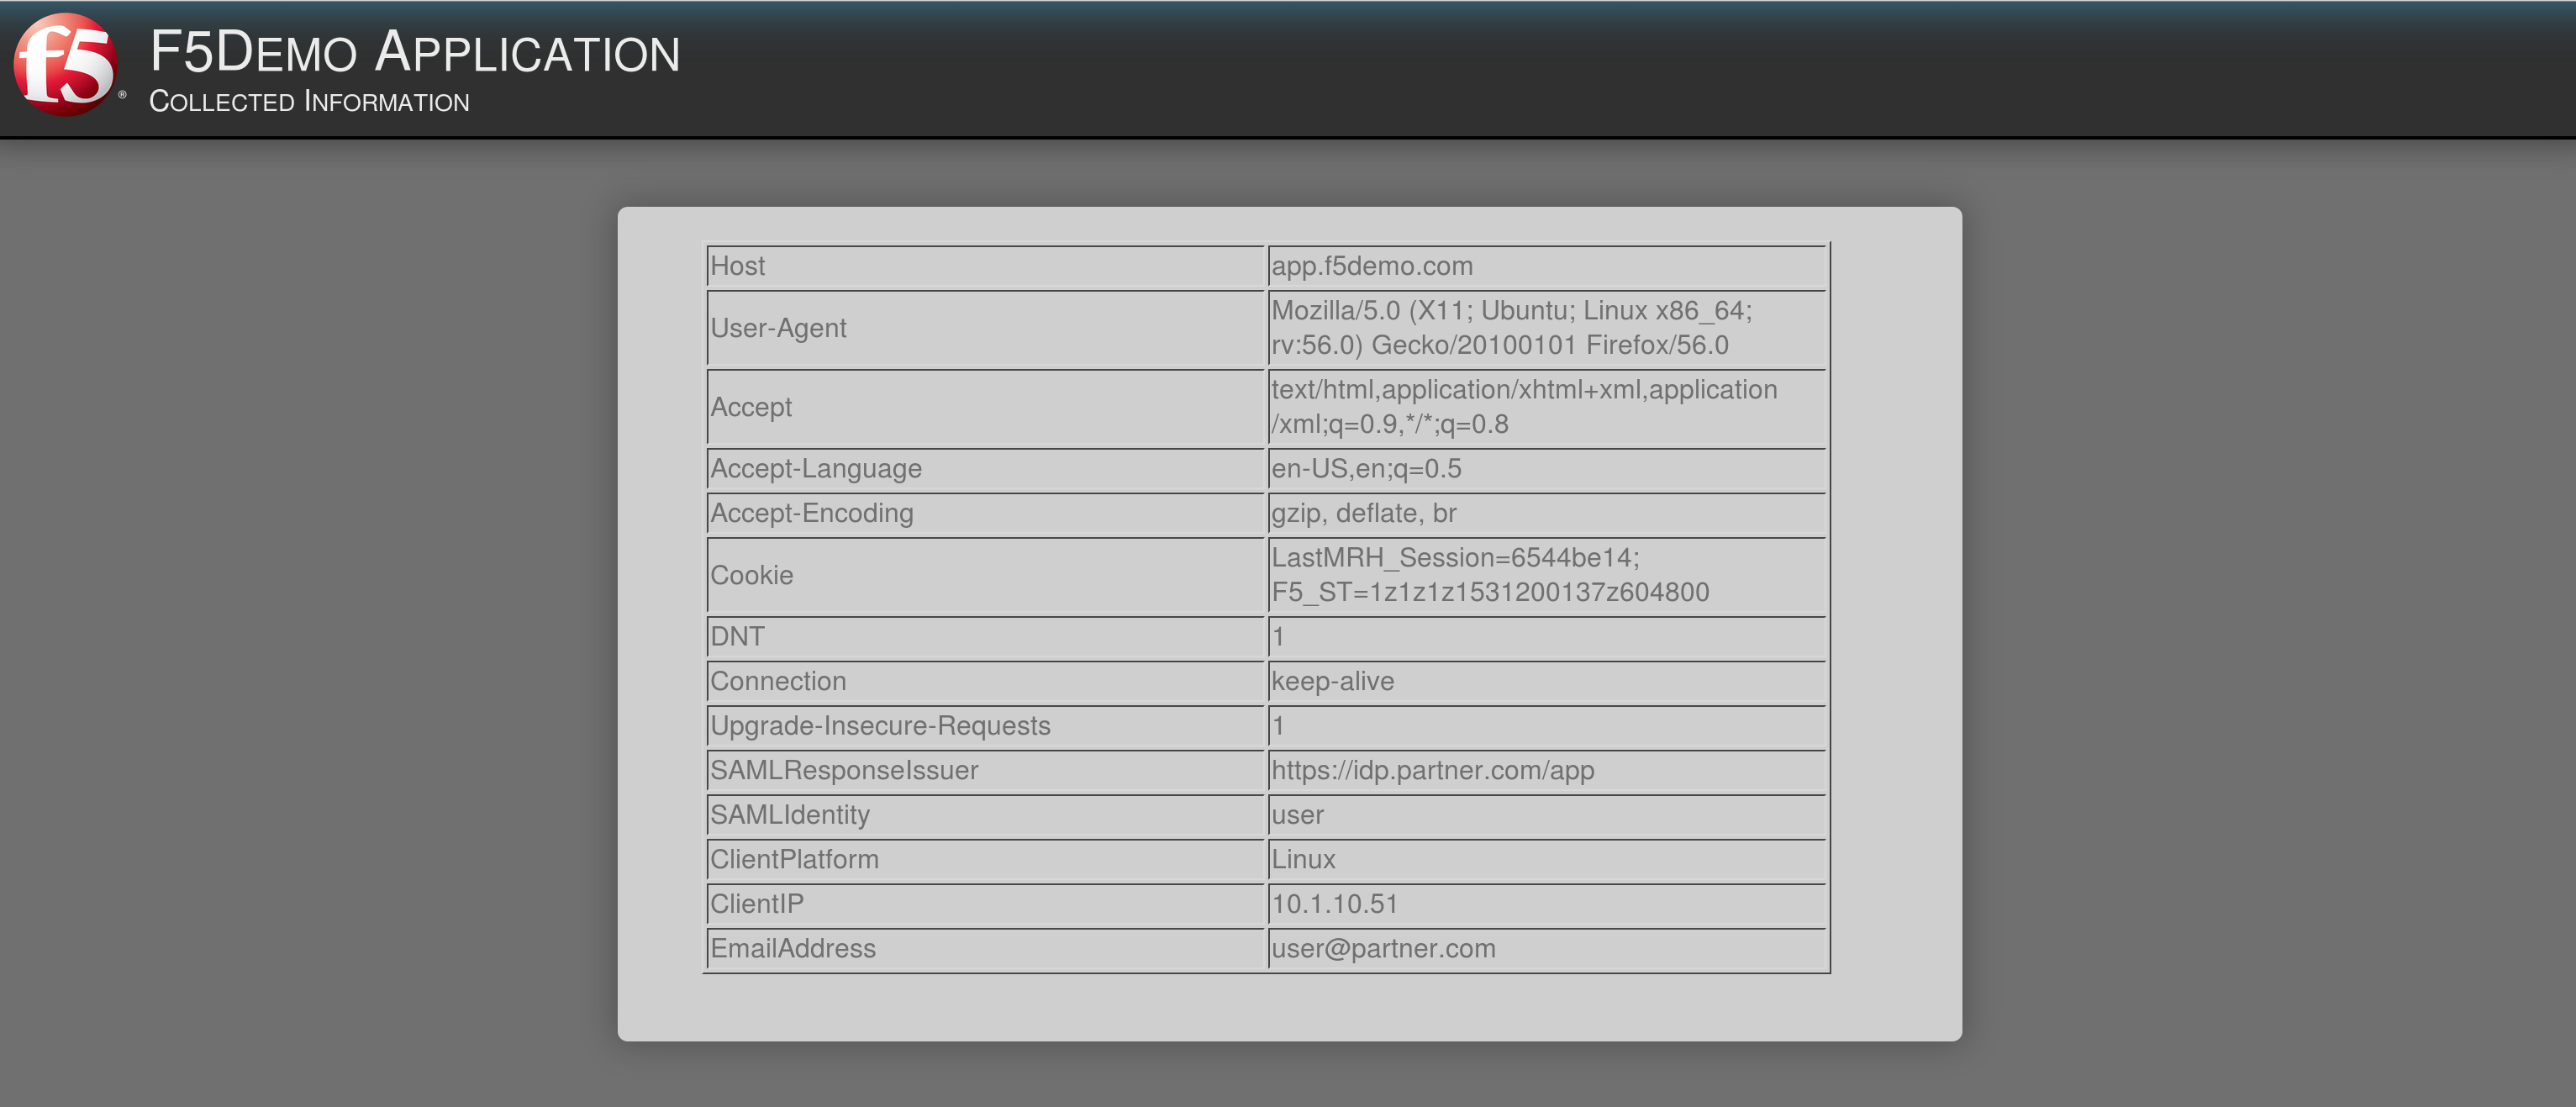 f5®
F5Demo Application
Collected Information
Host app.f5demo.com
User-Agent Mozilla/5.0 (X11; Ubuntu; Linux x86_64;
rv:56.0) Gecko/20100101 Firefox/56.0
Accept text/html,application/xhtml+xml,application
/xml;q=0.9,*/*;q=0.8
Accept-Language en-US,en;q=0.5
Accept-Encoding gzip, deflate, br
Cookie LastMRH_Session=6544be14;
F5_ST=1z1z1z1531200137z604800
DNT 1
Connection keep-alive
Upgrade-Insecure-Requests 1
SAMLResponseIssuer https://idp.partner.com/app
SAMLIdentity user
ClientPlatform Linux
ClientIP 10.1.10.51
EmailAddress user@partner.com